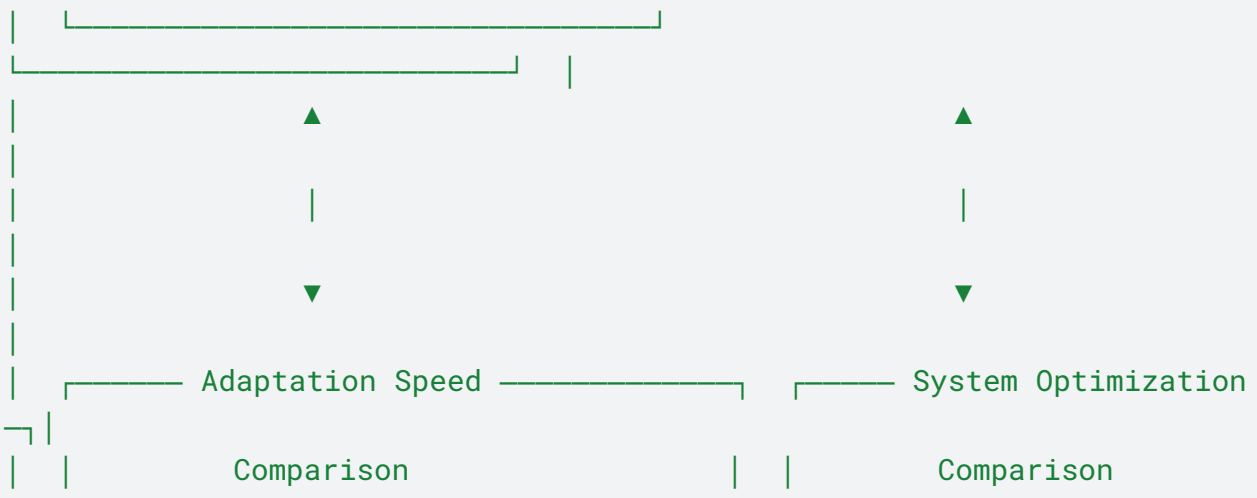 │  └─────────────────────────────────┘
└────────────────────────────┘  │
│                ▲                                    ▲
│
│                │                                    │
│
│                ▼                                    ▼
│
│  ┌────── Adaptation Speed ─────────────┐  ┌───── System Optimization
─┐│
│  │         Comparison                  │  │        Comparison